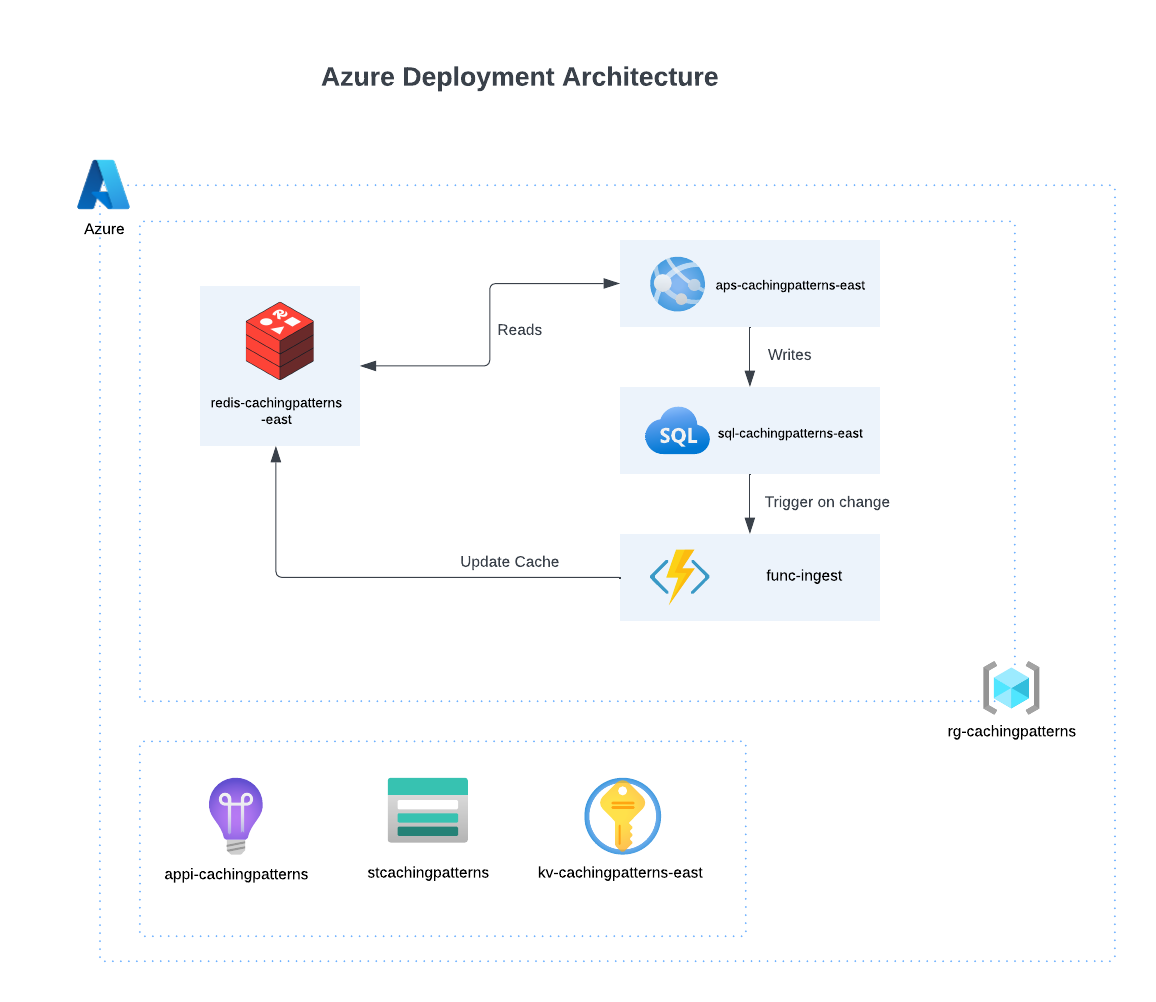 Azure Deployment Architecture
Azure
aps-cachingpatterns-east
Reads
Writes
redis-cachingpatterns
-east
SQL
sql-cachingpatterns-east
Trigger on change
Update Cache
func-ingest
rg-cachingpatterns
appi-cachingpatterns
stcachingpatterns
kv-cachingpatterns-east